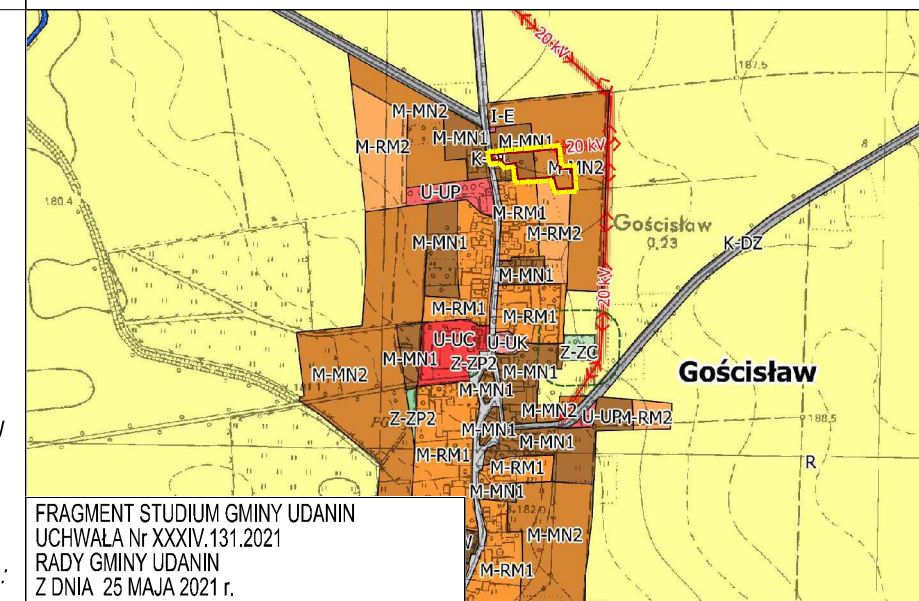 20 kV
187.5
M-MN2
I-E
M-MN1
M-MN1
M-RM2
20 kV
K-
M-MN2
U-UP
180.4
M-RM1
Gościsław
0,23
M-RM2
M-MN1
K-DZ
M-MN1
20 kV
M-RM1
M-RM1
U-UC
U-UK
Z-ZC
M-MN1
Z-ZP2
M-MN2
M-MN1
Gościsław
M-MN1
M-MN2
U-UP
M-RM2
Z-ZP2
188.5
M-MN1
M-MN1
M-RM1
R
M-RM1
M-MN1
182.0
M-MN2
M-RM1
FRAGMENT STUDIUM GMINY UDANIN
UCHWAŁA Nr XXXIV.131.2021
RADY GMINY UDANIN
Z DNIA 25 MAJA 2021 r.